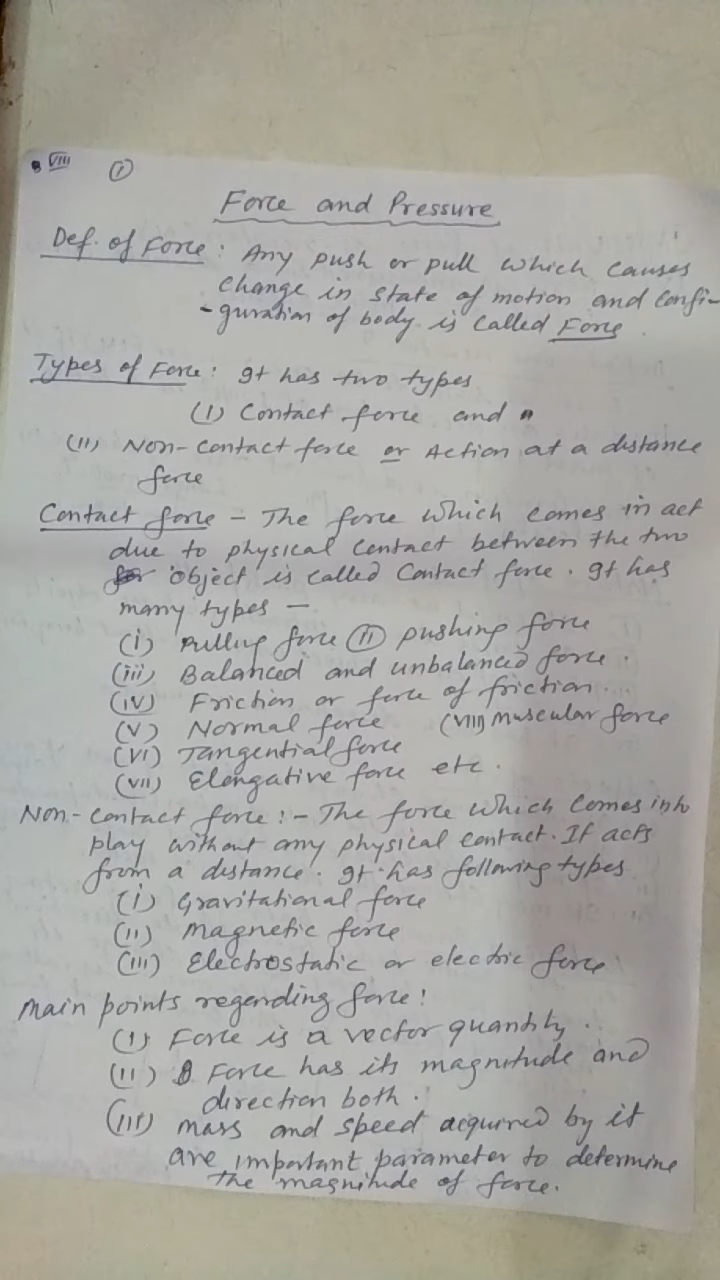 VIII ①
Force and Pressure
Def. of Force: Any push or pull which causes
change in state of motion and Confi-
-guration of body is called Force
Types of Force: It has two types
(I) Contact force and
(II) Non-contact force or Action at a distance
force
Contact force - The force which comes in act
due to physical contact between the two
object is called Contact force. It has
many types -
(i) Pulling force (II) pushing force
(iii) Balanced and unbalanced force.
(IV) Friction or force of friction.
(V) Normal force (VIII) muscular force
(VI) Tangential force
(VII) Elongative force etc.
Non-contact force:- The force which comes into
play without any physical contact. It acts
from a distance. It has following types
(i) Gravitational force
(II) Magnetic force
(III) Electrostatic or electric force
Main points regarding force:
(I) Force is a vector quantity.
(II) Force has its magnitude and
direction both.
(III) mass and speed acquired by it
are important parameter to determine
the magnitude of force.